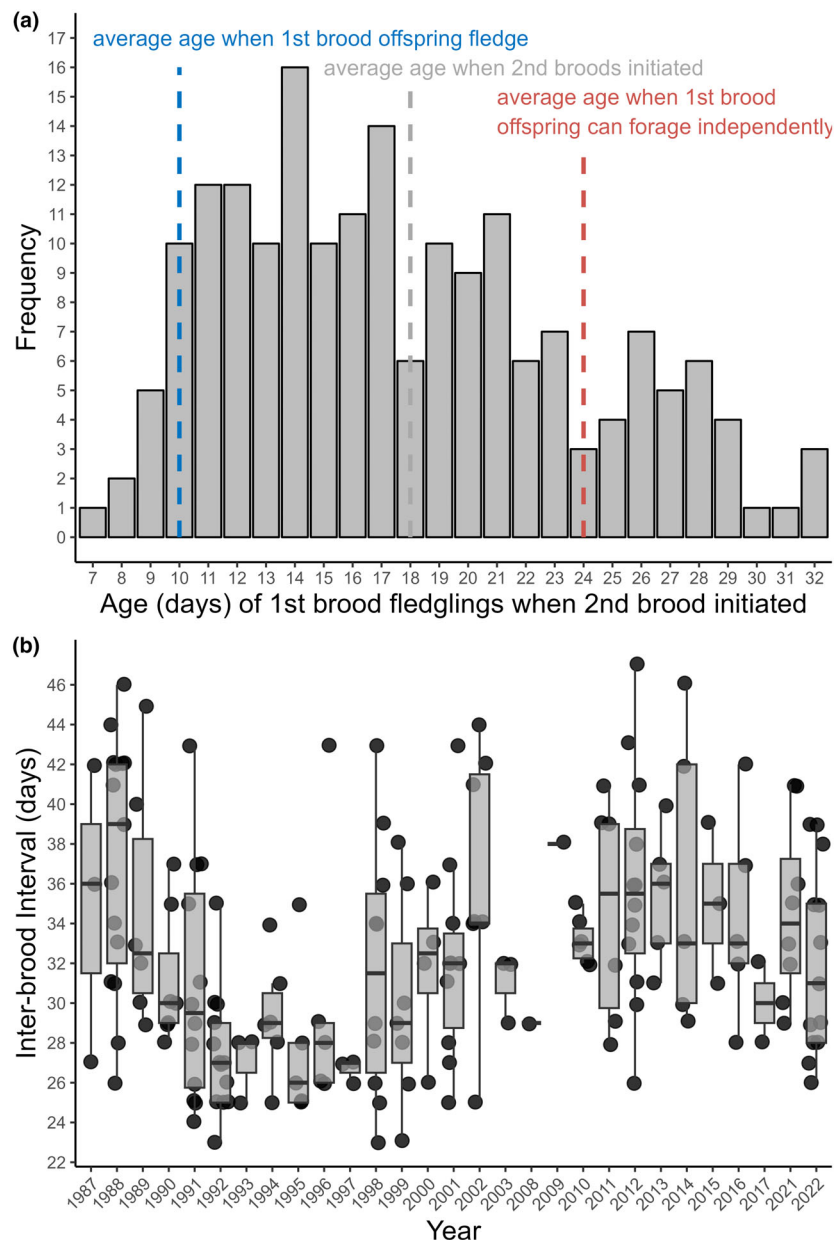 (a)
17
average age when 1st brood offspring fledge
16
average age when 2nd broods initiated
15
average age when 1st brood
14
offspring can forage independently
13
12
11
10
9
8
7
6
5
4
3
2
1
0
Frequency
7 8 9 10 11 12 13 14 15 16 17 18 19 20 21 22 23 24 25 26 27 28 29 30 31 32
Age (days) of 1st brood fledglings when 2nd brood initiated
(b)
46
44
42
40
38
36
34
32
30
28
26
24
22
Inter-brood Interval (days)
1987 1988 1989 1990 1991 1992 1993 1994 1995 1996 1997 1998 1999 2000 2001 2002 2003 2008 2009 2010 2011 2012 2013 2014 2015 2016 2017 2021 2022
Year